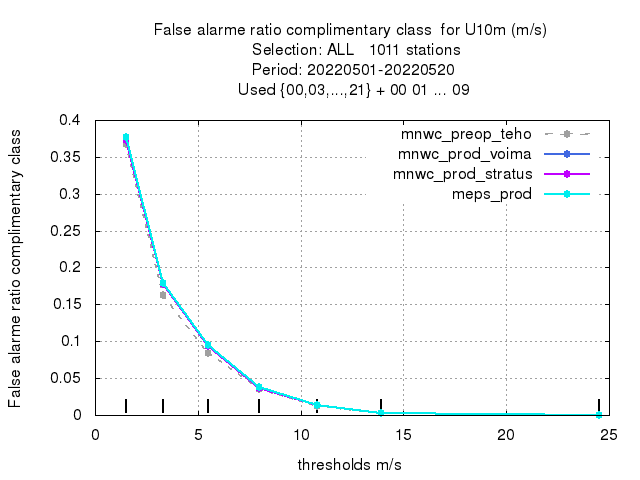 False alarme ratio complimentary class  for U10m (m/s)
Selection: ALL   1011 stations
Period: 20220501-20220520
Used {00,03,...,21} + 00 01 ... 09
False alarme ratio complimentary class
0.4
0.35
0.3
0.25
0.2
0.15
0.1
0.05
0
mnwc_preop_teho
mnwc_prod_voima
mnwc_prod_stratus
meps_prod
0 5 10 15 20 25
thresholds m/s